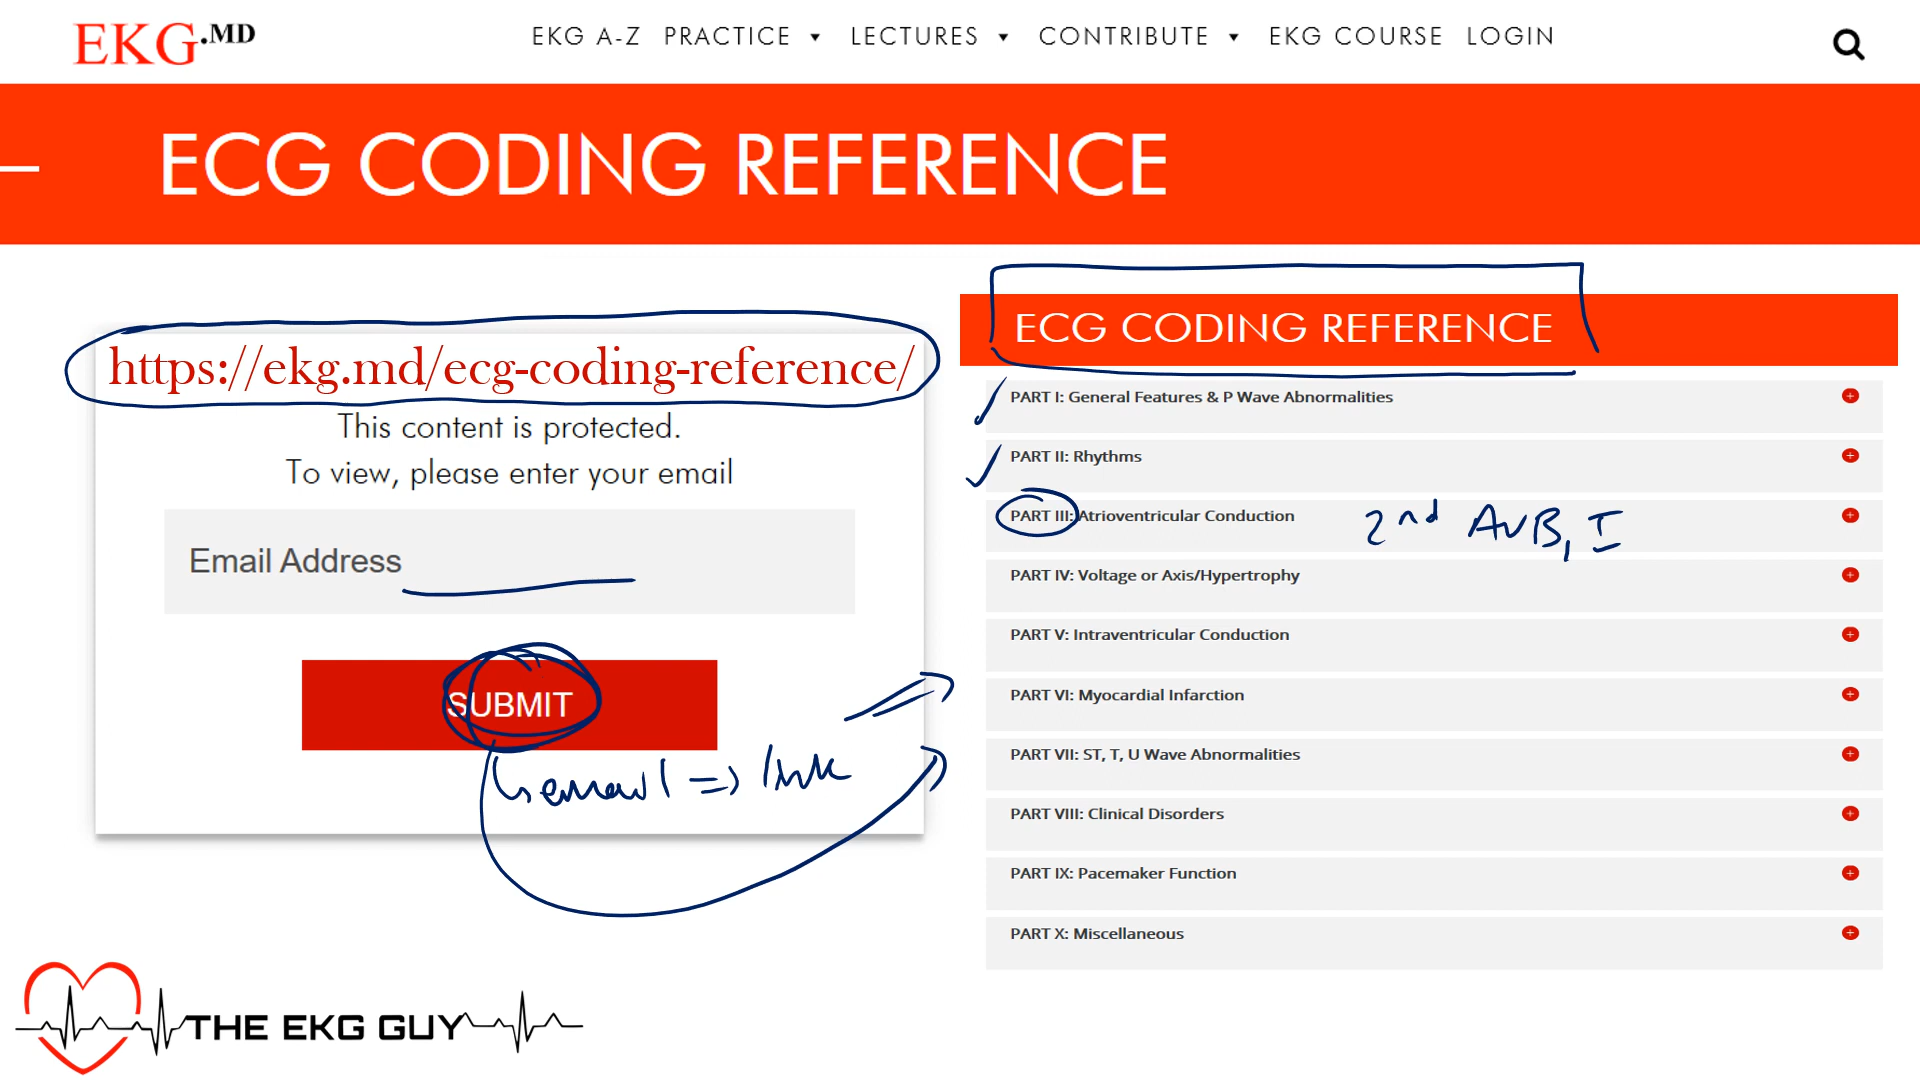 EKG.MD
EKG A-Z PRACTICE LECTURES CONTRIBUTE EKG COURSE LOGIN
ECG CODING REFERENCE
https://ekg.md/ecg-coding-reference/
This content is protected.
To view, please enter your email
Email Address
SUBMIT
email => link
ECG CODING REFERENCE
PART I: General Features & P Wave Abnormalities
PART II: Rhythms
PART III: Atrioventricular Conduction 2nd AVB, I
PART IV: Voltage or Axis/Hypertrophy
PART V: Intraventricular Conduction
PART VI: Myocardial Infarction
PART VII: ST, T, U Wave Abnormalities
PART VIII: Clinical Disorders
PART IX: Pacemaker Function
PART X: Miscellaneous
THE EKG GUY